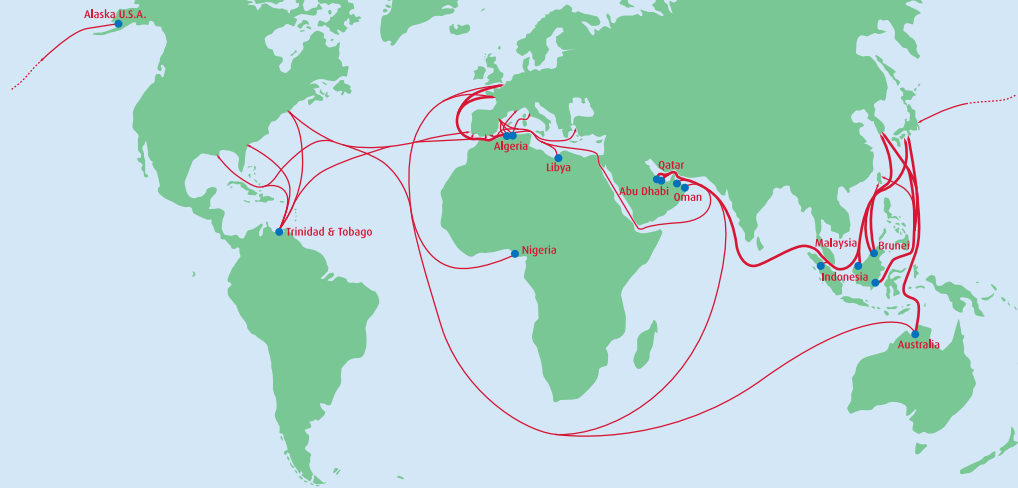 Alaska U.S.A.
Algeria
Libya
Qatar
Abu Dhabi
Oman
Trinidad & Tobago
Nigeria
Malaysia
Brunei
Indonesia
Australia